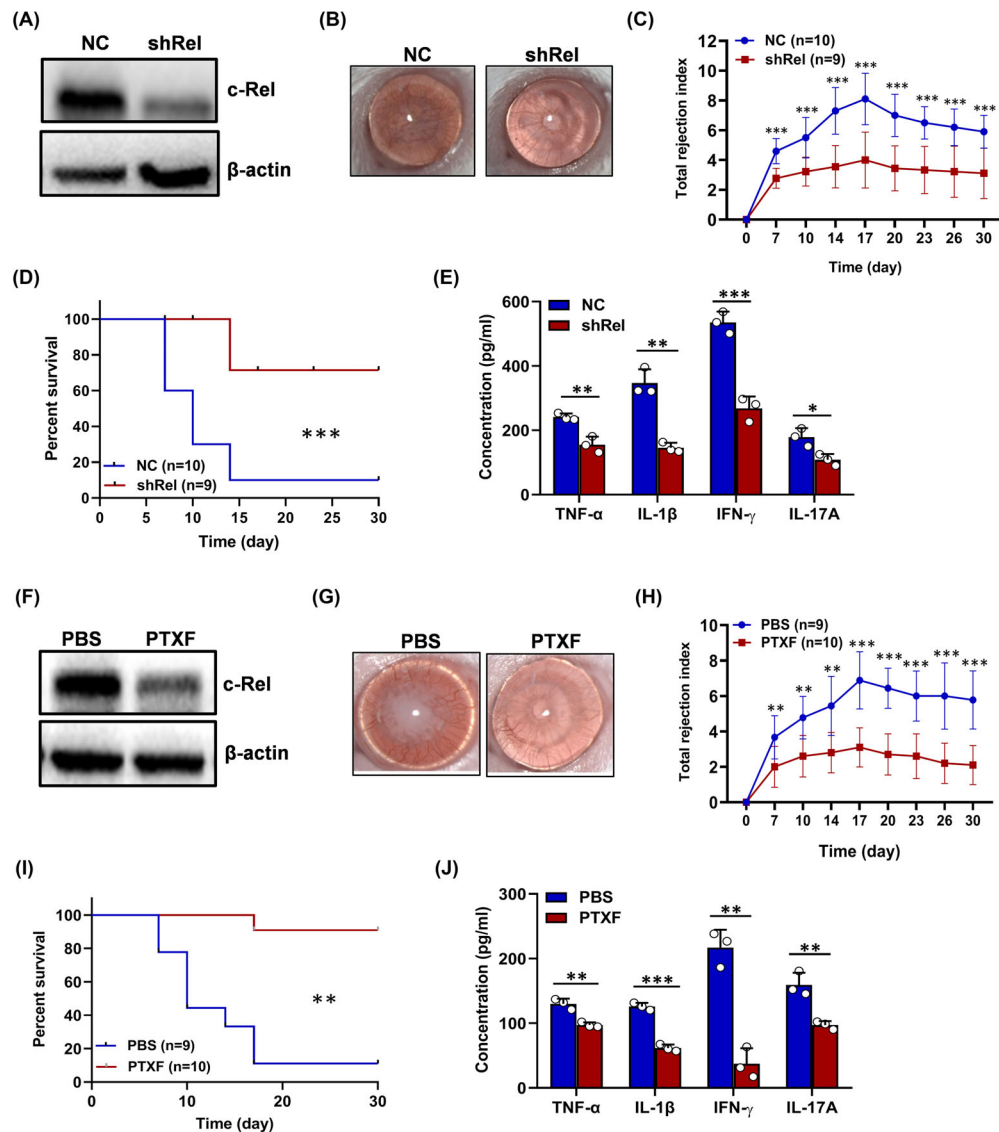 (A)
NC shRel
c-Rel
β-actin
(B)
NC shRel
(C)
NC (n=10)
shRel (n=9)
Total rejection index
12
10
8
6
4
2
0
*** *** *** *** *** *** *** ***
0 7 10 14 17 20 23 26 30
Time (day)
(D)
Percent survival
100
80
60
40
20
0
***
NC (n=10)
shRel (n=9)
0 5 10 15 20 25 30
Time (day)
(E)
NC
shRel
Concentration (pg/ml)
600
400
200
0
** ** *** *
TNF-α IL-1β IFN-γ IL-17A
(F)
PBS PTXF
c-Rel
β-actin
(G)
PBS PTXF
(H)
PBS (n=9)
PTXF (n=10)
Total rejection index
10
8
6
4
2
0
** ** ** *** *** *** *** ***
0 7 10 14 17 20 23 26 30
Time (day)
(I)
Percent survival
100
80
60
40
20
0
**
PBS (n=9)
PTXF (n=10)
0 10 20 30
Time (day)
(J)
PBS
PTXF
Concentration (pg/ml)
300
200
100
0
** *** ** **
TNF-α IL-1β IFN-γ IL-17A